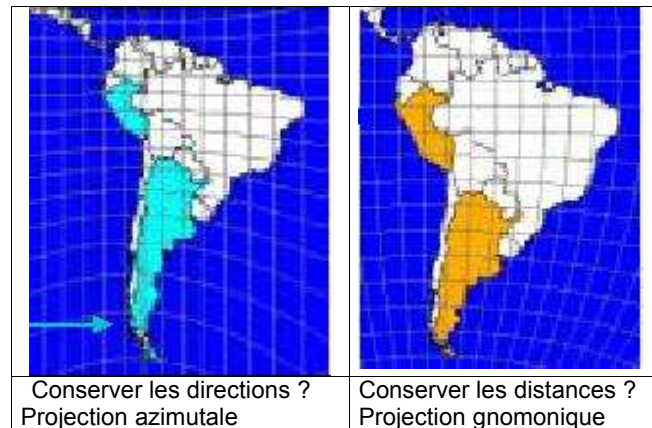 Conserver les directions ?
Projection azimutale
Conserver les distances ?
Projection gnomonique